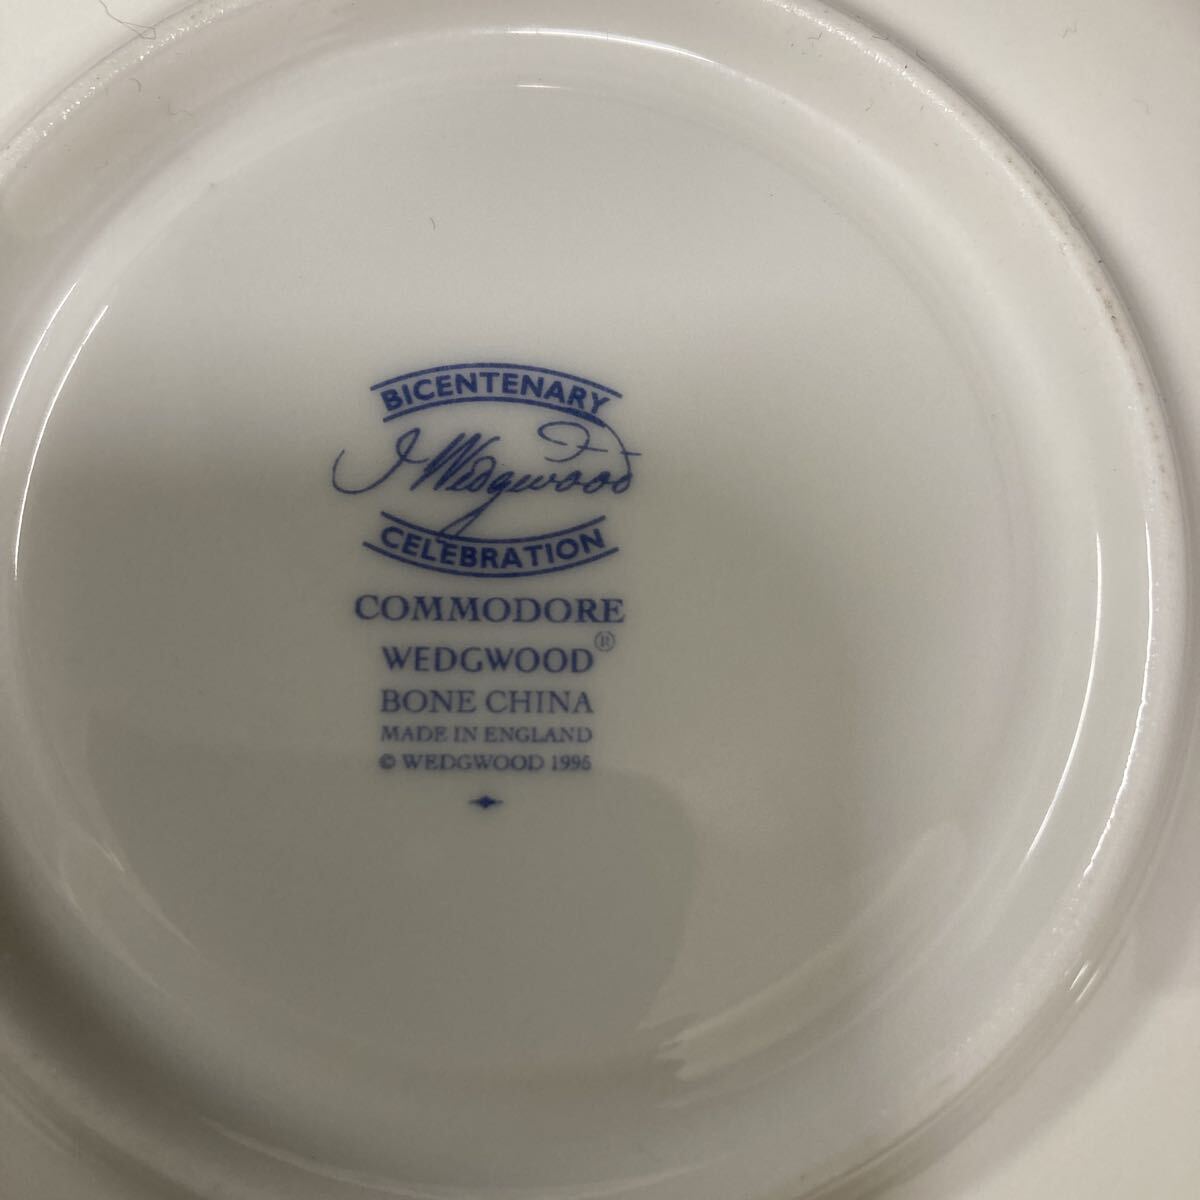 BICENTENARY
J Wedgwood
CELEBRATION
COMMODORE
WEDGWOOD®
BONE CHINA
MADE IN ENGLAND
© WEDGWOOD 1995